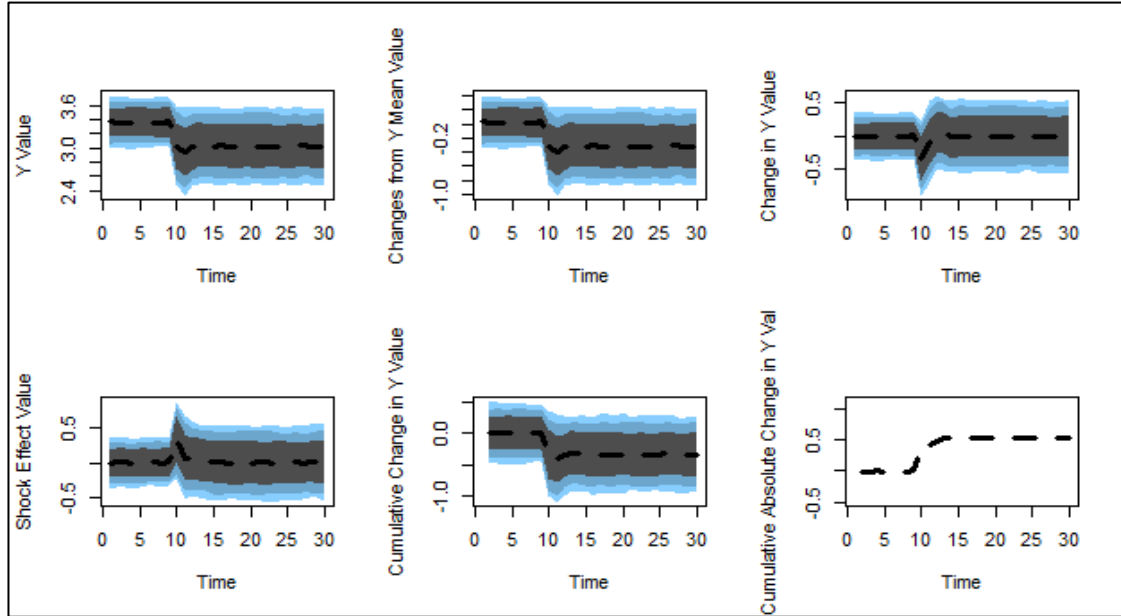 Y Value
3.6
3.0
2.4
0 5 10 15 20 25 30
Time
Changes from Y Mean Value
-0.2
-1.0
0 5 10 15 20 25 30
Time
Change in Y Value
0.5
-0.5
0 5 10 15 20 25 30
Time
Shock Effect Value
0.5
-0.5
0 5 10 15 20 25 30
Time
Cumulative Change in Y Value
0.0
-1.0
0 5 10 15 20 25 30
Time
Cumulative Absolute Change in Y Val
0.5
-0.5
0 5 10 15 20 25 30
Time